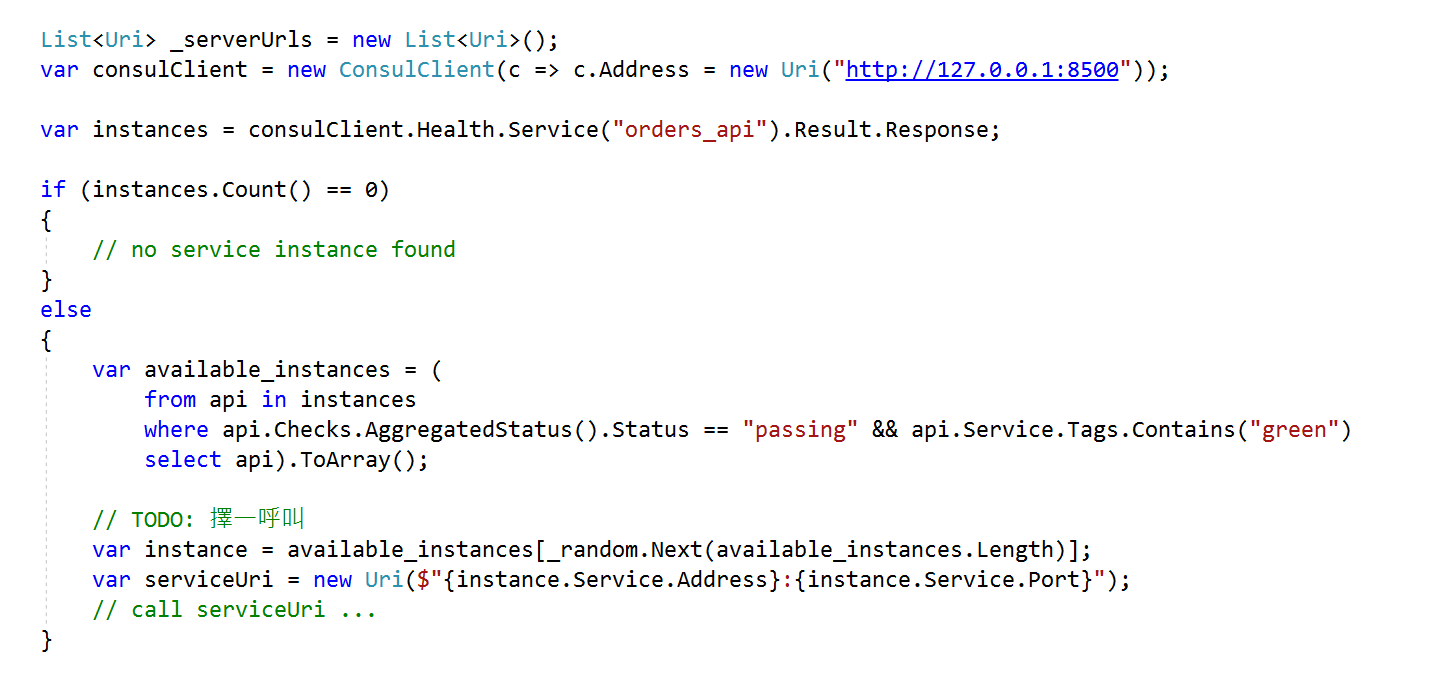 List<Uri> _serverUrls = new List<Uri>();
var consulClient = new ConsulClient(c => c.Address = new Uri("http://127.0.0.1:8500"));
var instances = consulClient.Health.Service("orders_api").Result.Response;
if (instances.Count() == 0)
{
// no service instance found
}
else
{
var available_instances = (
from api in instances
where api.Checks.AggregatedStatus().Status == "passing" && api.Service.Tags.Contains("green")
select api).ToArray();
// TODO: 擇一呼叫
var instance = available_instances[_random.Next(available_instances.Length)];
var serviceUri = new Uri($"{instance.Service.Address}:{instance.Service.Port}");
// call serviceUri ...
}